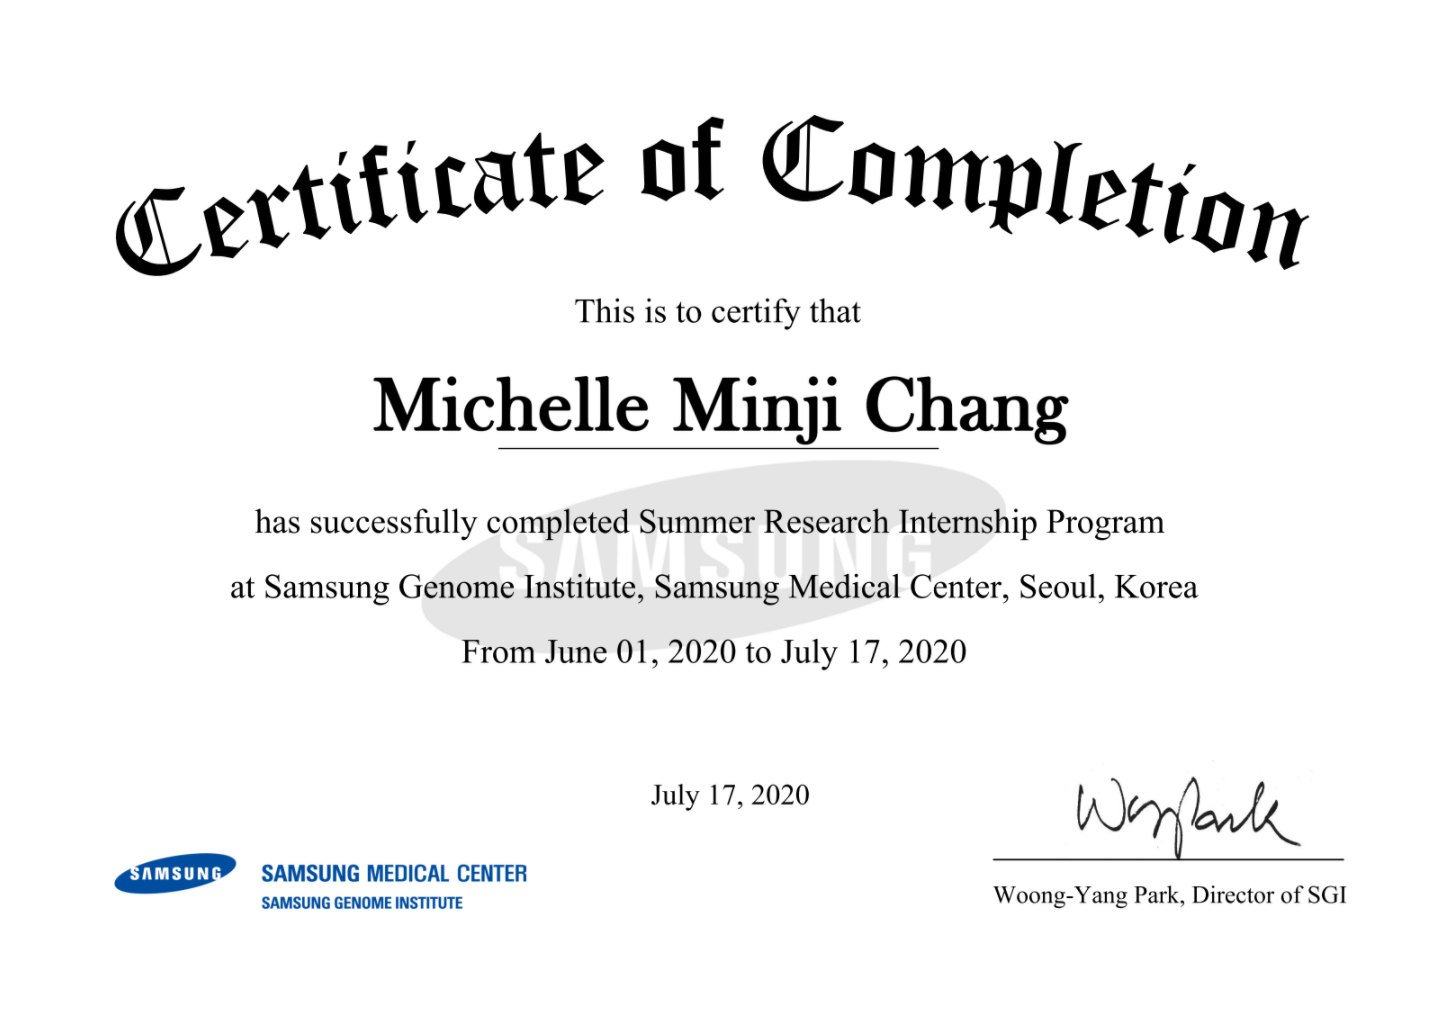 Certificate of Completion
This is to certify that
Michelle Minji Chang
has successfully completed Summer Research Internship Program
SAMSUNG
at Samsung Genome Institute, Samsung Medical Center, Seoul, Korea
From June 01, 2020 to July 17, 2020
July 17, 2020
SAMSUNG
SAMSUNG MEDICAL CENTER
SAMSUNG GENOME INSTITUTE
Woong-Yang Park, Director of SGI